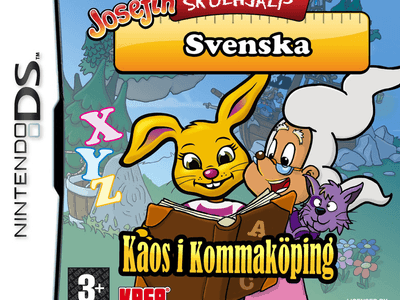 Josefin
SKOLHJÄLP
Svenska
NINTENDO DS
X
Y
Z
A
C
Kaos i Kommaköping
3+